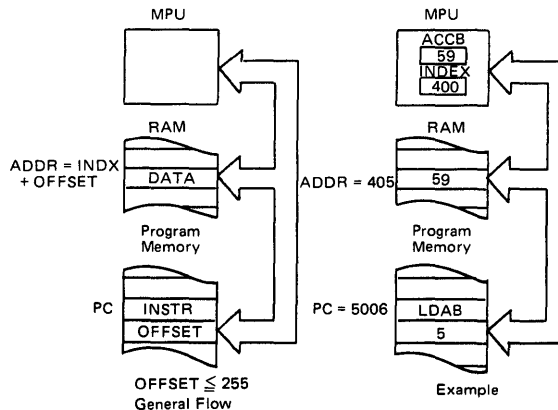 MPU
RAM
ADDR = INDX
+ OFFSET
DATA
Program
Memory
PC
INSTR
OFFSET
OFFSET ≦ 255
General Flow
MPU
ACCB
59
INDEX
400
RAM
ADDR = 405
59
Program
Memory
PC = 5006
LDAB
5
Example